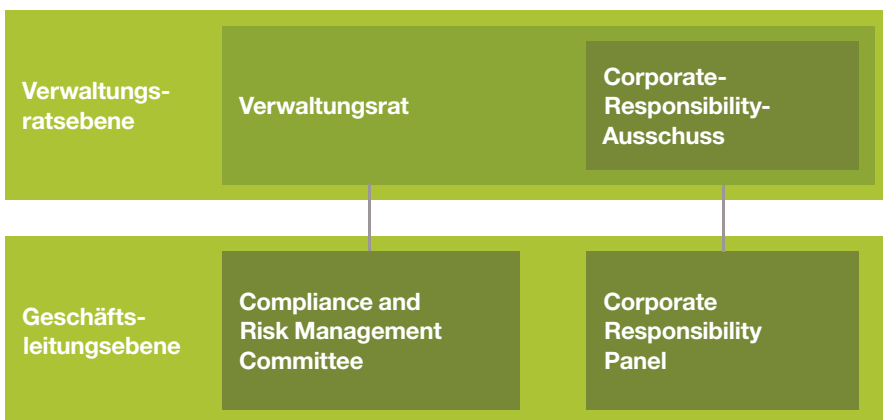 Verwaltungs-
ratsebene
Verwaltungsrat
Corporate-
Responsibility-
Ausschuss
Geschäfts-
leitungsebene
Compliance and
Risk Management
Committee
Corporate
Responsibility
Panel